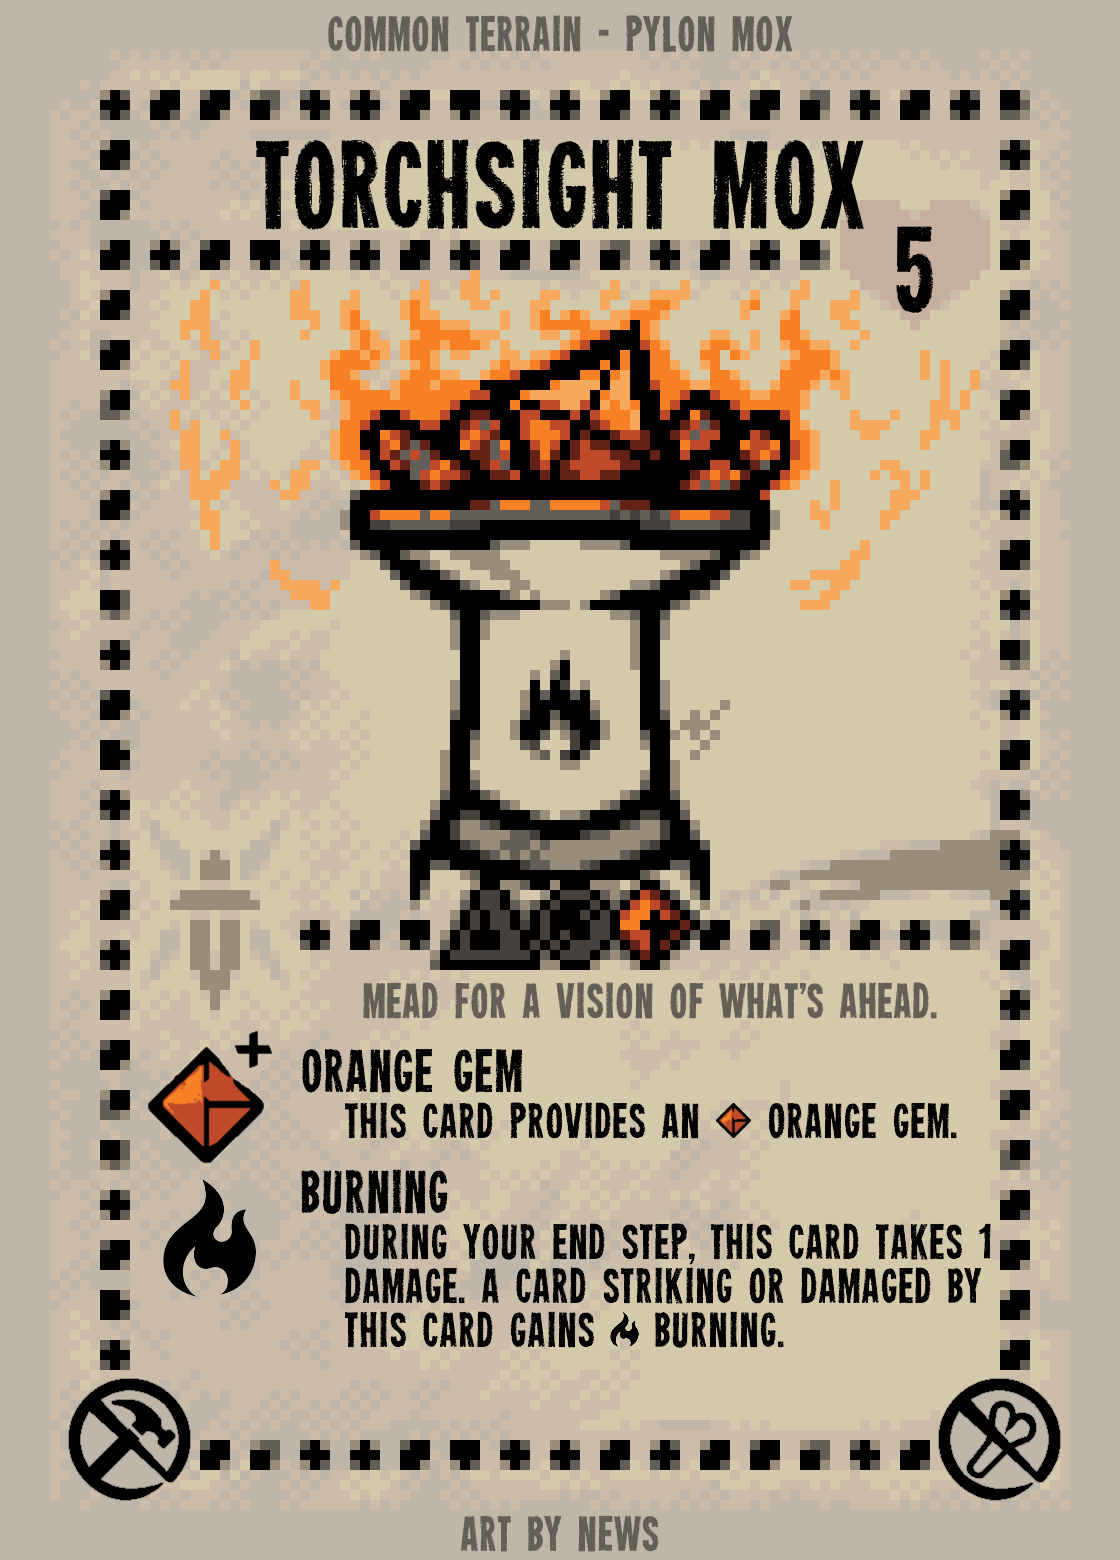 COMMON TERRAIN - PYLON MOX
TORCHSIGHT MOX
5
MEAD FOR A VISION OF WHAT'S AHEAD.
ORANGE GEM
THIS CARD PROVIDES AN ORANGE GEM.
BURNING
DURING YOUR END STEP, THIS CARD TAKES 1
DAMAGE. A CARD STRIKING OR DAMAGED BY
THIS CARD GAINS BURNING.
ART BY NEWS